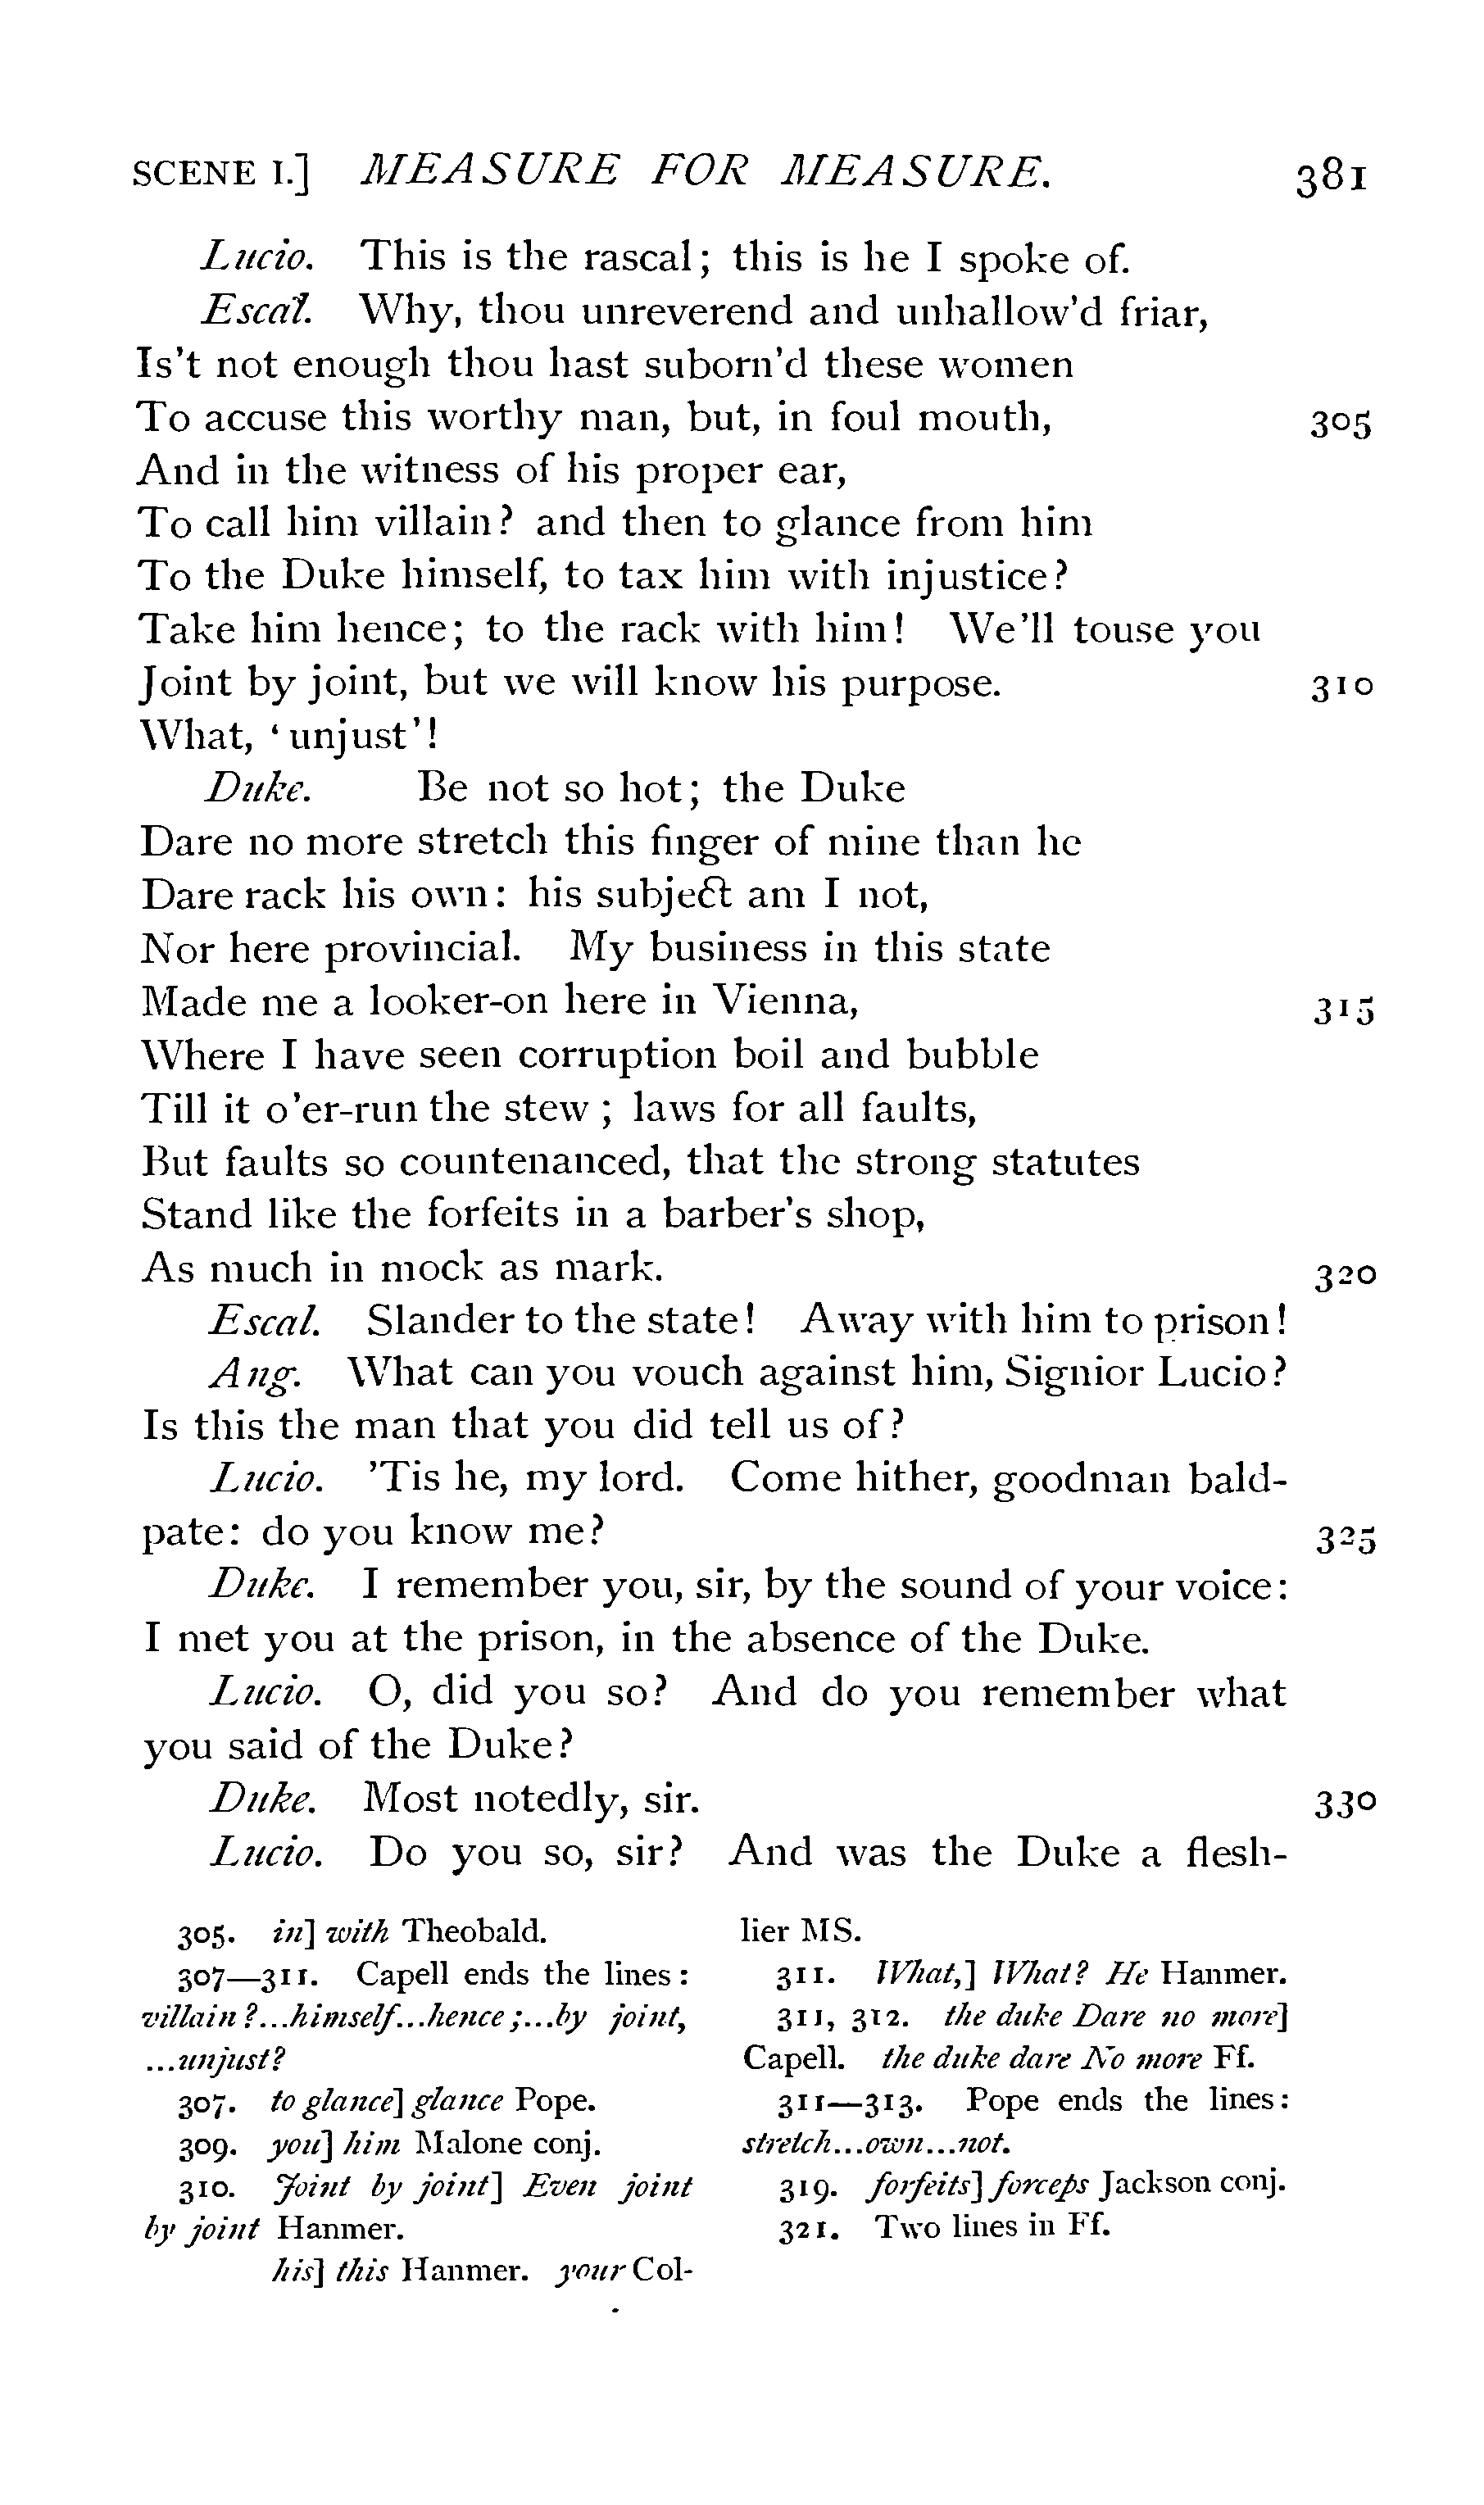 SCENE I.] MEASURE FOR MEASURE. 381
Lucio. This is the rascal; this is he I spoke of.
Escal. Why, thou unreverend and unhallow'd friar,
Is't not enough thou hast suborn'd these women
To accuse this worthy man, but, in foul mouth, 305
And in the witness of his proper ear,
To call him villain? and then to glance from him
To the Duke himself, to tax him with injustice?
Take him hence; to the rack with him! We'll touse you
Joint by joint, but we will know his purpose. 310
What, 'unjust'!
Duke. Be not so hot; the Duke
Dare no more stretch this finger of mine than he
Dare rack his own: his subject am I not,
Nor here provincial. My business in this state
Made me a looker-on here in Vienna, 315
Where I have seen corruption boil and bubble
Till it o'er-run the stew; laws for all faults,
But faults so countenanced, that the strong statutes
Stand like the forfeits in a barber's shop,
As much in mock as mark. 320
Escal. Slander to the state! Away with him to prison!
Ang. What can you vouch against him, Signior Lucio?
Is this the man that you did tell us of?
Lucio. 'Tis he, my lord. Come hither, goodman bald-
pate: do you know me? 325
Duke. I remember you, sir, by the sound of your voice:
I met you at the prison, in the absence of the Duke.
Lucio. O, did you so? And do you remember what
you said of the Duke?
Duke. Most notedly, sir. 330
Lucio. Do you so, sir? And was the Duke a flesh-
305. in] with Theobald.
307—311. Capell ends the lines:
villain?...himself...hence;...by joint,
...unjust?
307. to glance] glance Pope.
309. you] him Malone conj.
310. Joint by joint] Even joint
by joint Hanmer.
his] this Hanmer. your Col-
lier MS.
311. What,] What? He Hanmer.
311, 312. the duke Dare no more]
Capell. the duke dare No more Ff.
311—313. Pope ends the lines:
stretch...own...not.
319. forfeits] forceps Jackson conj.
321. Two lines in Ff.